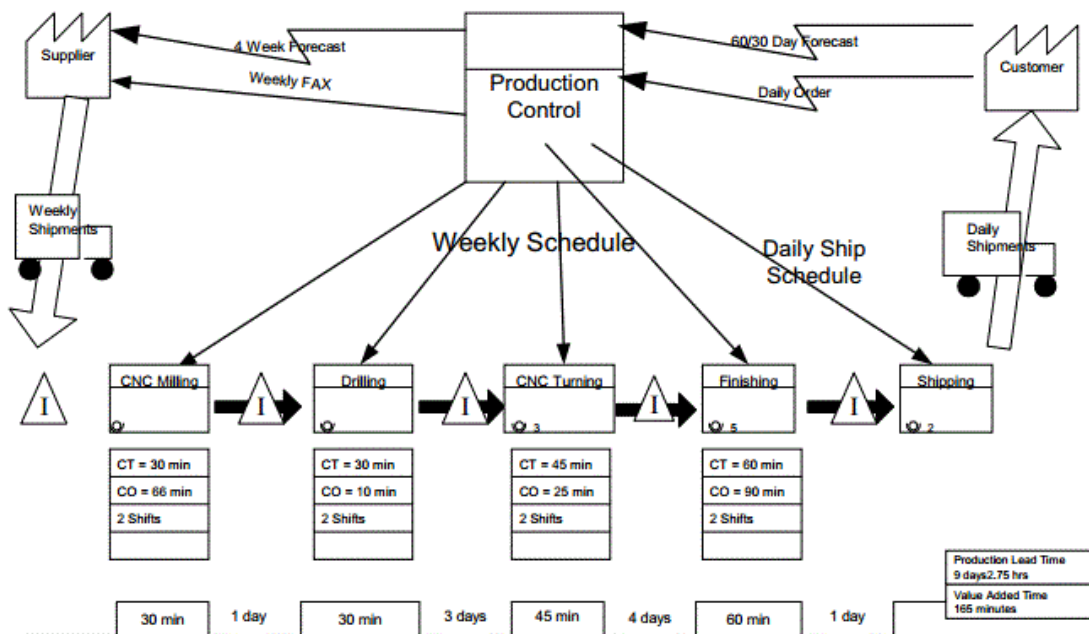 Supplier
4 Week Forecast
Weekly FAX
Production
Control
60/30 Day Forecast
Daily Order
Customer
Weekly
Shipments
Weekly Schedule
Daily Ship
Schedule
Daily
Shipments
CNC Milling
Drilling
CNC Turning
Finishing
Shipping
I
I
I
I
I
3
5
2
CT = 30 min
CO = 66 min
2 Shifts
CT = 30 min
CO = 10 min
2 Shifts
CT = 45 min
CO = 25 min
2 Shifts
CT = 60 min
CO = 90 min
2 Shifts
Production Lead Time
9 days2.75 hrs
Value Added Time
165 minutes
30 min
1 day
30 min
3 days
45 min
4 days
60 min
1 day